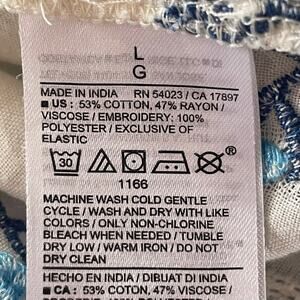 L
G
MADE IN INDIA RN 54023 / CA 17897
■ US : 53% COTTON, 47% RAYON /
VISCOSE / EMBROIDERY: 100%
POLYESTER / EXCLUSIVE OF
ELASTIC
30
1166
MACHINE WASH COLD GENTLE
CYCLE / WASH AND DRY WITH LIKE
COLORS / ONLY NON-CHLORINE
BLEACH WHEN NEEDED / TUMBLE
DRY LOW / WARM IRON / DO NOT
DRY CLEAN
HECHO EN INDIA / DIBUAT DI INDIA
■ CA : 53% COTTON, 47% VISCOSE /